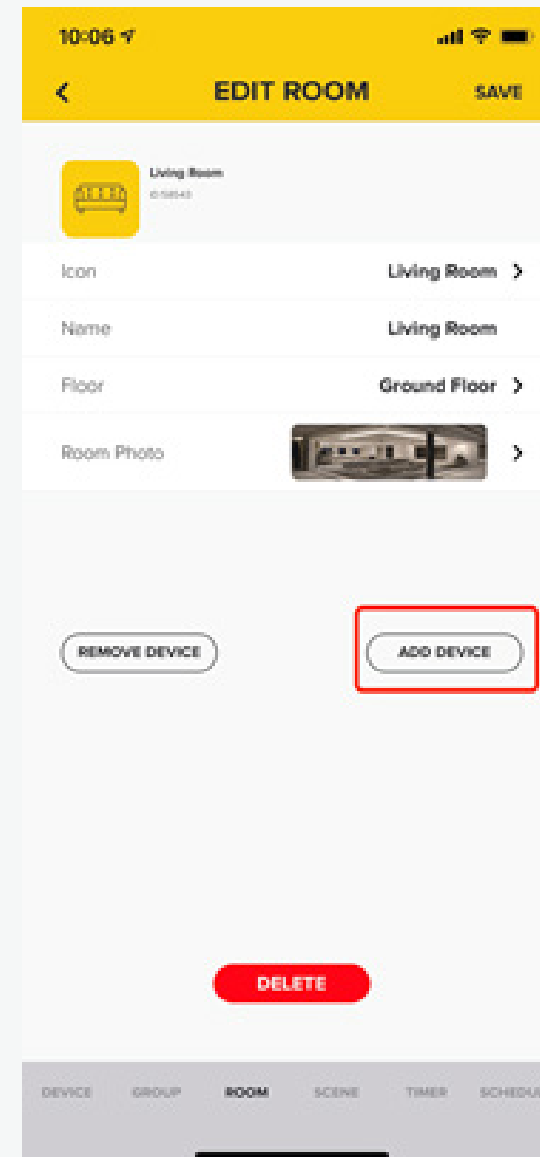 10:06
EDIT ROOM
SAVE
Living Room
Icon
Living Room
Name
Living Room
Floor
Ground Floor
Room Photo
REMOVE DEVICE
ADD DEVICE
DELETE
DEVICE
GROUP
ROOM
SCENE
TIMER